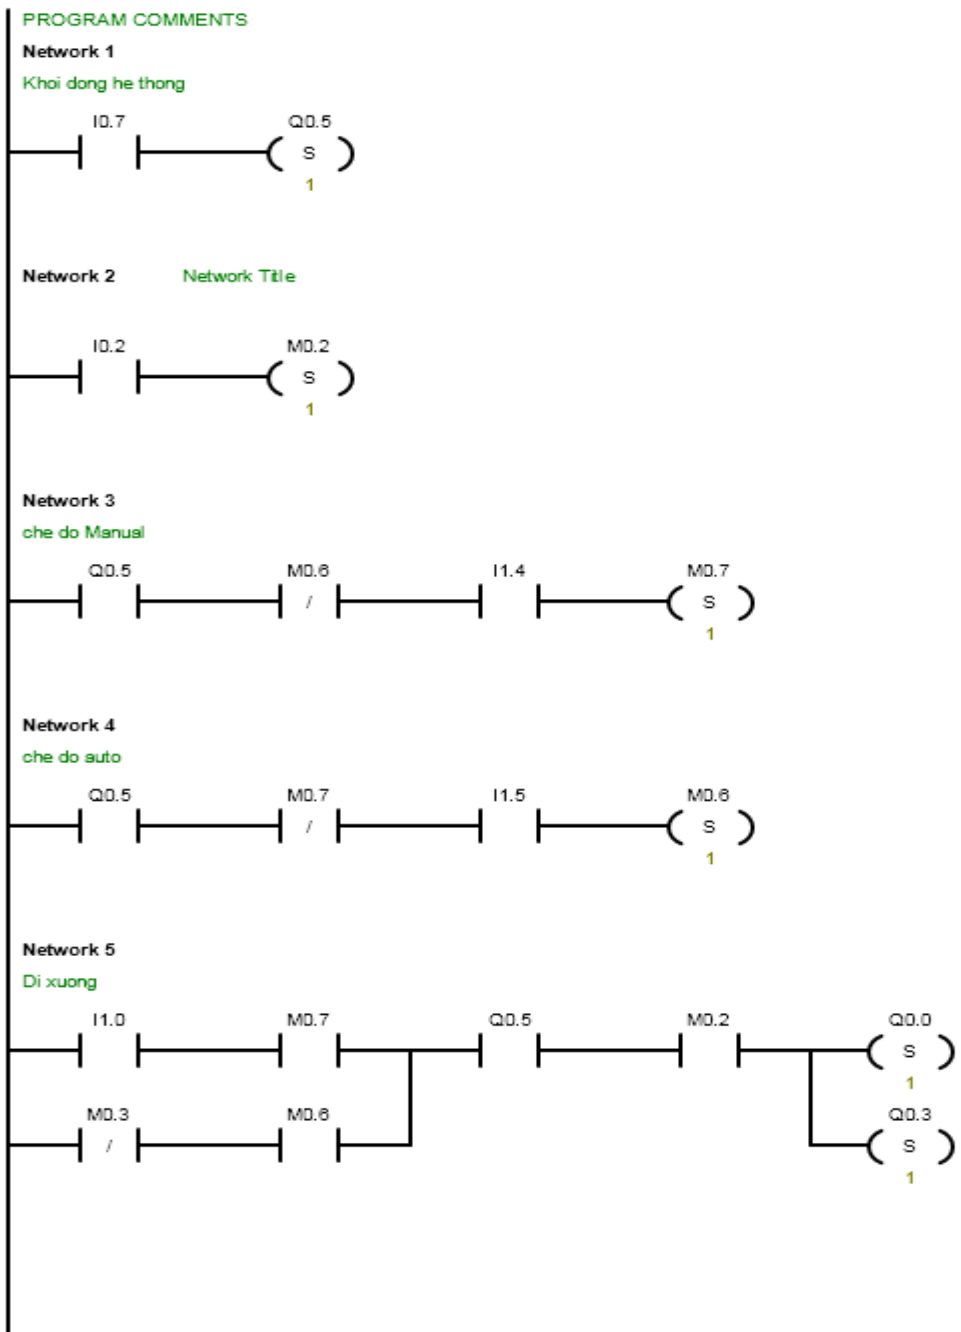 PROGRAM COMMENTS
Network 1
Khoi dong he thong
I0.7 Q0.5
S
1
Network 2 Network Title
I0.2 M0.2
S
1
Network 3
che do Manual
Q0.5 M0.6 I1.4 M0.7
/ S
1
Network 4
che do auto
Q0.5 M0.7 I1.5 M0.6
/ S
1
Network 5
Di xuong
I1.0 M0.7 Q0.5 M0.2 Q0.0
S
1
M0.3 M0.6 Q0.3
/ S
1